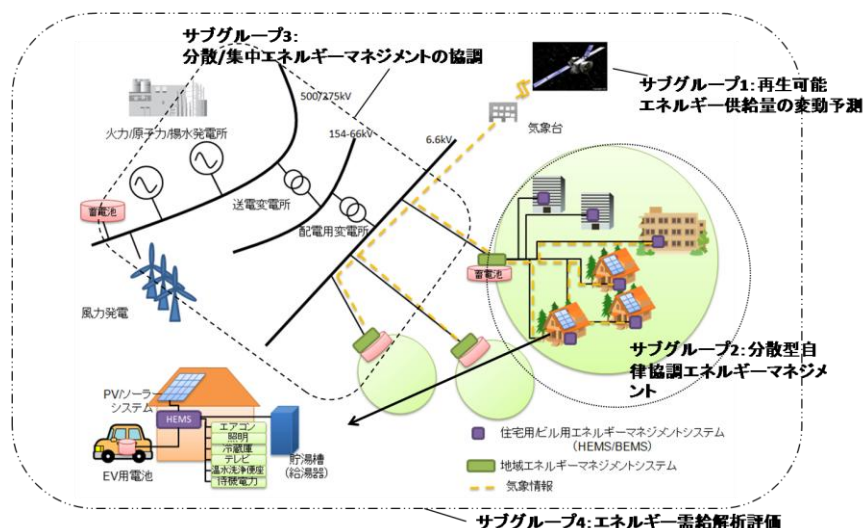 サブグループ3:
分散/集中エネルギーマネジメントの協調
サブグループ1:再生可能
エネルギー供給量の変動予測
500/275kV
火力/原子力/揚水発電所
154-66kV
6.6kV
気象台
蓄電池
送電変電所
配電用変電所
蓄電池
風力発電
サブグループ2:分散型自
律協調エネルギーマネジメ
ント
PV/ソーラー
システム
HEMS
エアコン
照明
冷蔵庫
テレビ
温水洗浄便座
待機電力
EV用電池
貯湯槽
(給湯器)
住宅用/ビル用エネルギーマネジメントシステム
(HEMS/BEMS)
地域エネルギーマネジメントシステム
気象情報
サブグループ4:エネルギー需給解析評価